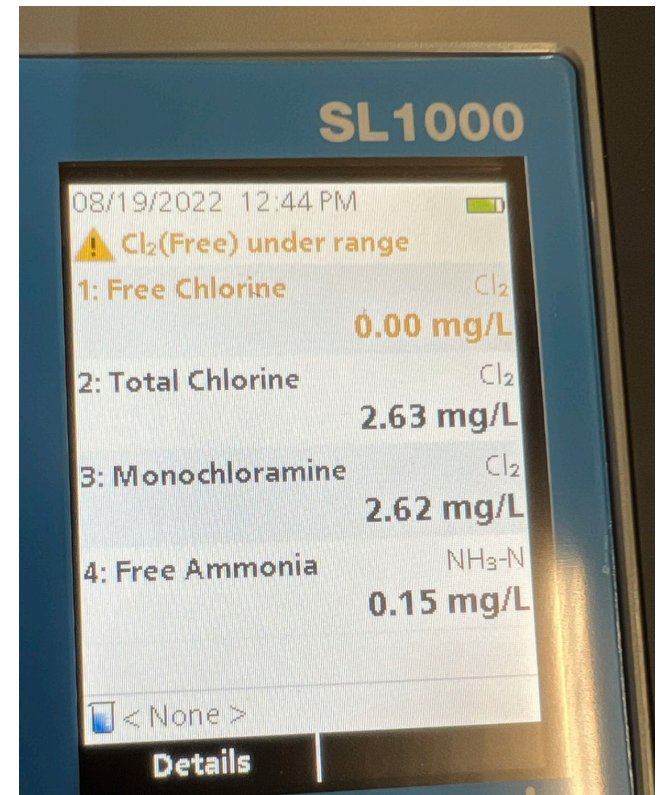 SL1000
08/19/2022 12:44 PM
Cl₂(Free) under range
1: Free Chlorine Cl₂
0.00 mg/L
2: Total Chlorine Cl₂
2.63 mg/L
3: Monochloramine Cl₂
2.62 mg/L
4: Free Ammonia NH₃-N
0.15 mg/L
< None >
Details